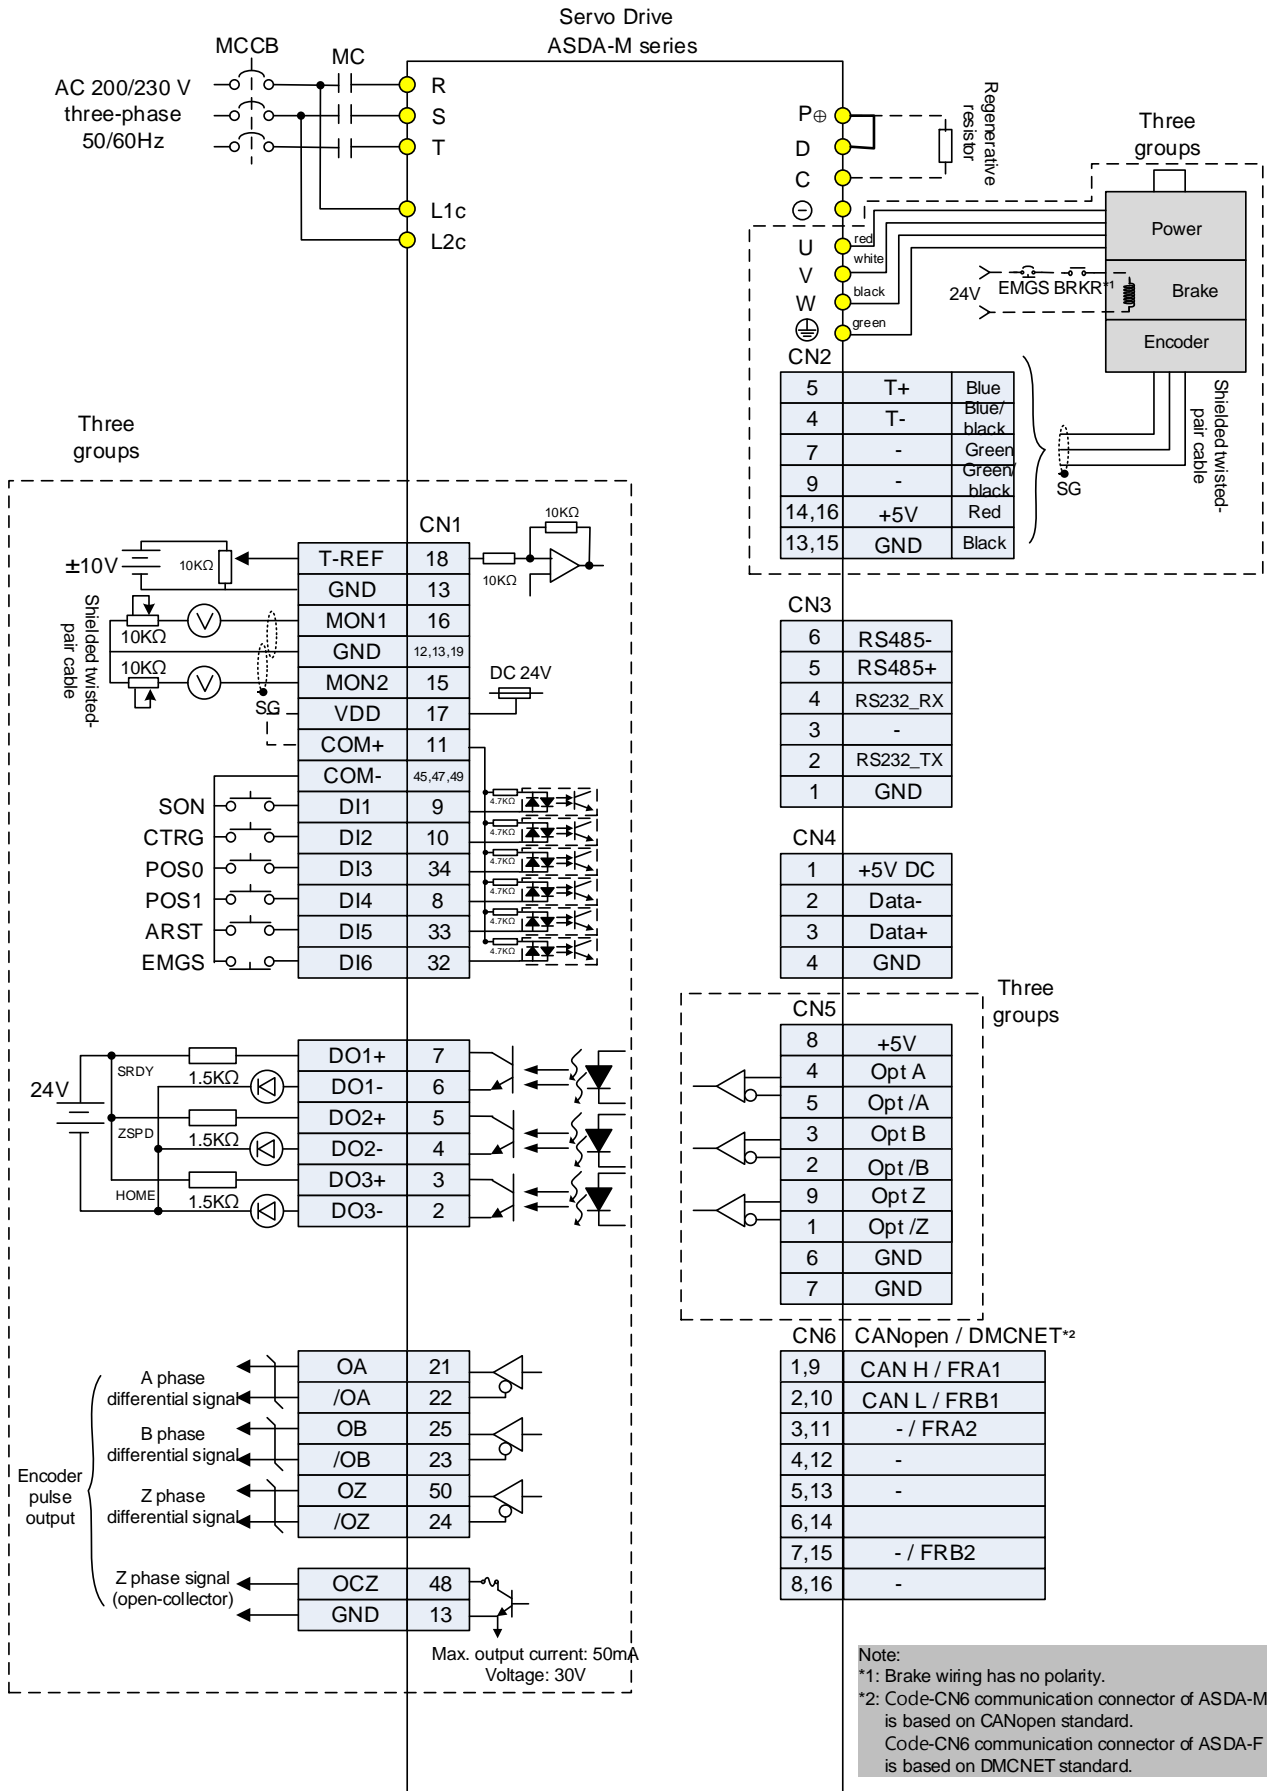 Servo Drive
ASDA-M series
MCCB
MC
AC 200/230 V
three-phase
50/60Hz
R
S
T
L1c
L2c
P⊕
D
C
⊖
Regenerative
resistor
Three
groups
U
V
W
red
white
black
green
24V
EMGS BRKR*1
Power
Brake
Encoder
CN2
5 T+ Blue
4 T- Blue/
black
7 - Green
9 - Green/
black
14,16 +5V Red
13,15 GND Black
SG
Shielded twisted-
pair cable
Three
groups
CN1
±10V
10KΩ
T-REF 18
10KΩ
10KΩ
GND 13
MON1 16
10KΩ
V
GND 12,13,19
10KΩ
V
MON2 15
Shielded twisted-
pair cable
SG
DC 24V
VDD 17
COM+ 11
COM- 45,47,49
SON DI1 9 4.7KΩ
CTRG DI2 10 4.7KΩ
POS0 DI3 34 4.7KΩ
POS1 DI4 8 4.7KΩ
ARST DI5 33 4.7KΩ
EMGS DI6 32 4.7KΩ
24V
SRDY
1.5KΩ
DO1+ 7
DO1- 6
ZSPD
1.5KΩ
DO2+ 5
DO2- 4
HOME
1.5KΩ
DO3+ 3
DO3- 2
Encoder
pulse
output
A phase
differential signal
OA 21
/OA 22
B phase
differential signal
OB 25
/OB 23
Z phase
differential signal
OZ 50
/OZ 24
Z phase signal
(open-collector)
OCZ 48
GND 13
Max. output current: 50mA
Voltage: 30V
CN3
6 RS485-
5 RS485+
4 RS232_RX
3 -
2 RS232_TX
1 GND
CN4
1 +5V DC
2 Data-
3 Data+
4 GND
Three
groups
CN5
8 +5V
4 Opt A
5 Opt /A
3 Opt B
2 Opt /B
9 Opt Z
1 Opt /Z
6 GND
7 GND
CN6 CANopen / DMCNET*2
1,9 CAN H / FRA1
2,10 CAN L / FRB1
3,11 - / FRA2
4,12 -
5,13 -
6,14
7,15 - / FRB2
8,16 -
Note:
*1: Brake wiring has no polarity.
*2: Code-CN6 communication connector of ASDA-M
is based on CANopen standard.
Code-CN6 communication connector of ASDA-F
is based on DMCNET standard.